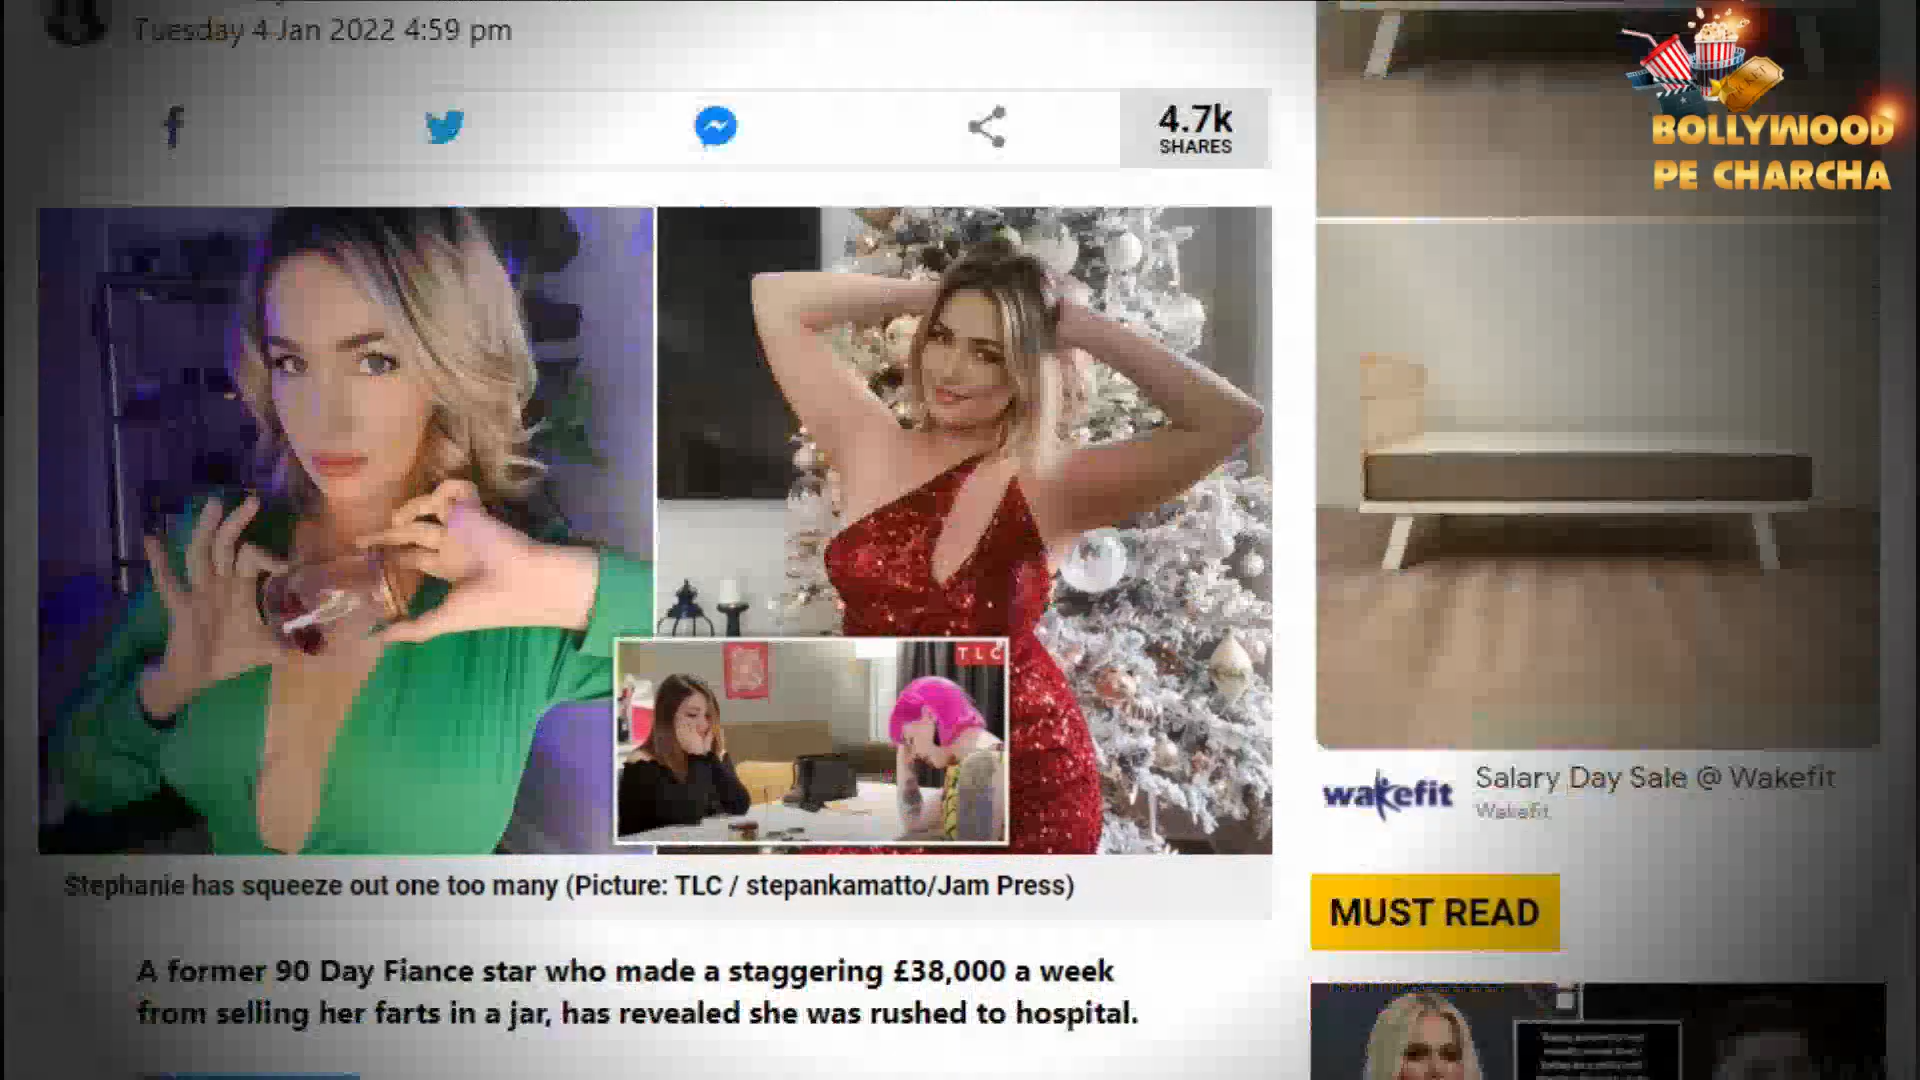 Tuesday 4 Jan 2022 4:59 pm
4.7k
SHARES
BOLLYWOOD
PE CHARCHA
TICKET
TLC
Stephanie has squeeze out one too many (Picture: TLC / stepankamatto/Jam Press)
A former 90 Day Fiance star who made a staggering £38,000 a week
from selling her farts in a jar, has revealed she was rushed to hospital.
wakefit
Salary Day Sale @ Wakefit
Wakefit
MUST READ